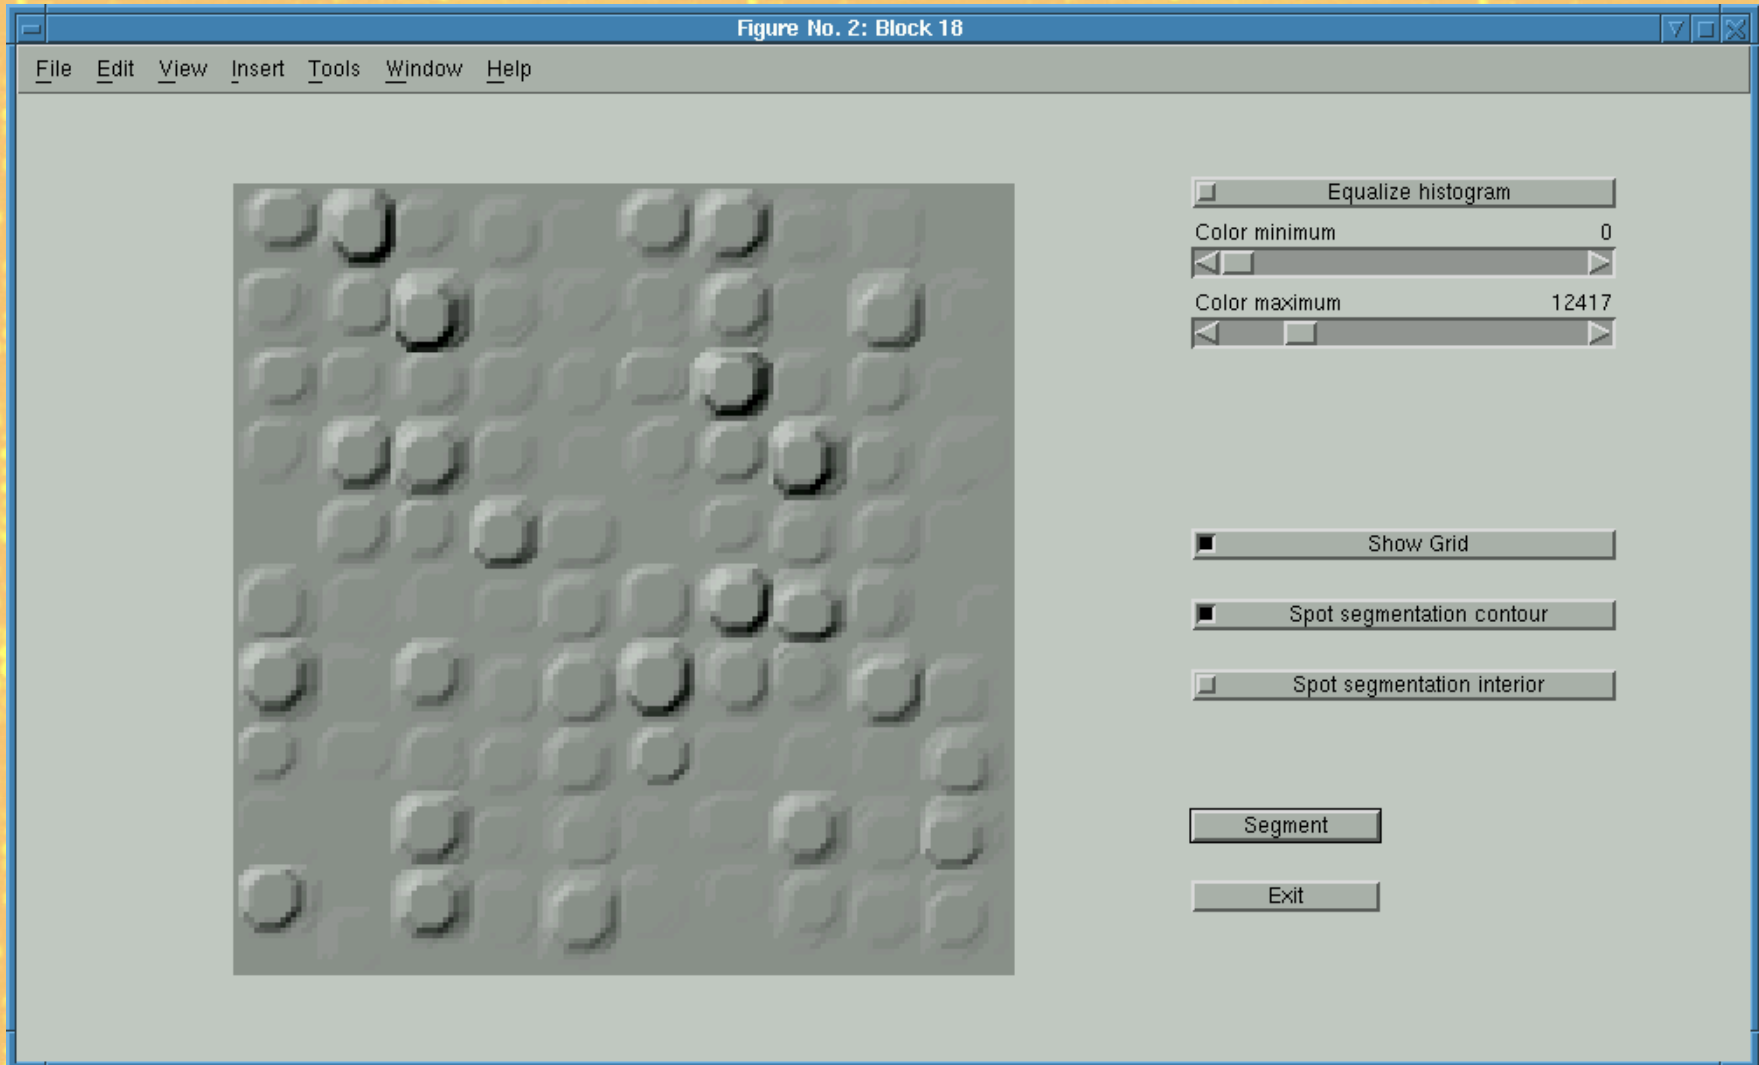 Figure No. 2: Block 18
File Edit View Insert Tools Window Help
Equalize histogram
Color minimum 0
Color maximum 12417
Show Grid
Spot segmentation contour
Spot segmentation interior
Segment
Exit